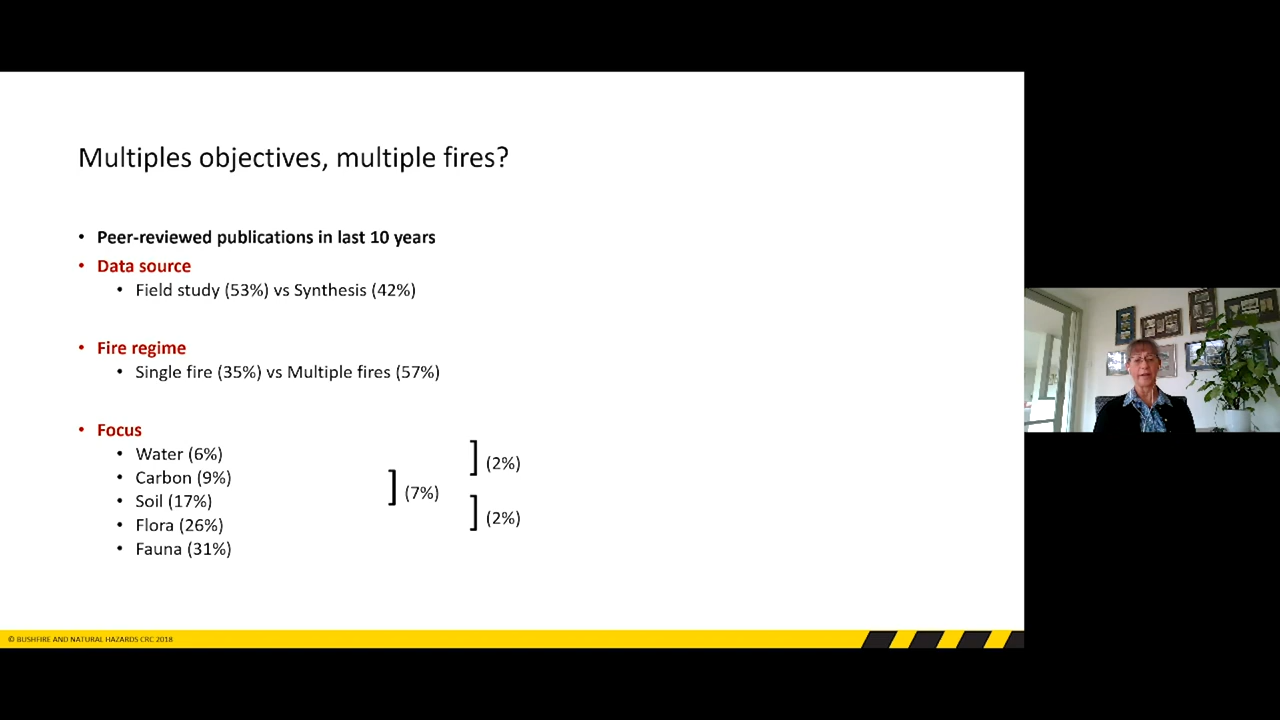 Multiples objectives, multiple fires?
• Peer-reviewed publications in last 10 years
• Data source
• Field study (53%) vs Synthesis (42%)
• Fire regime
• Single fire (35%) vs Multiple fires (57%)
• Focus
• Water (6%)
• Carbon (9%)
• Soil (17%)
• Flora (26%)
• Fauna (31%)
] (7%)
] (2%)
] (2%)
© BUSHFIRE AND NATURAL HAZARDS CRC 2018